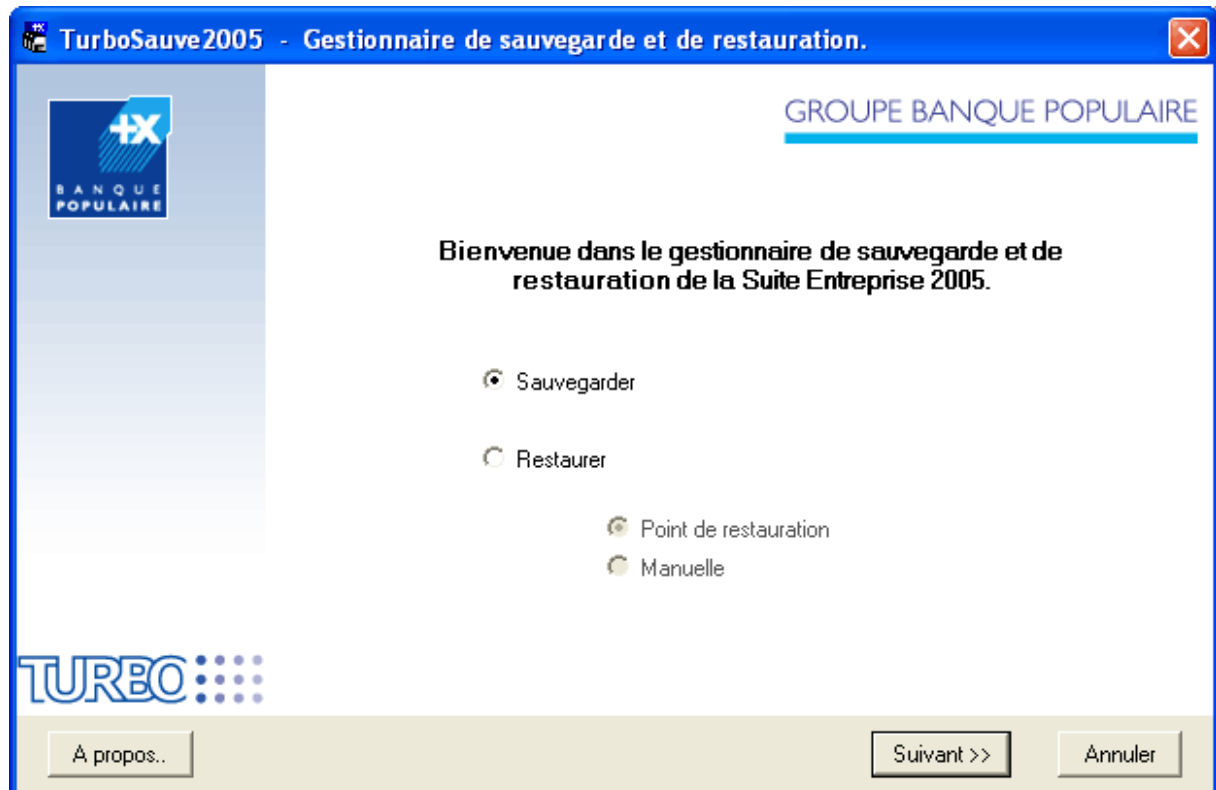 TurboSauve2005 - Gestionnaire de sauvegarde et de restauration.
+X
BANQUE
POPULAIRE
GROUPE BANQUE POPULAIRE
Bienvenue dans le gestionnaire de sauvegarde et de
restauration de la Suite Entreprise 2005.
Sauvegarder
Restaurer
Point de restauration
Manuelle
TURBO
A propos..
Suivant >>
Annuler